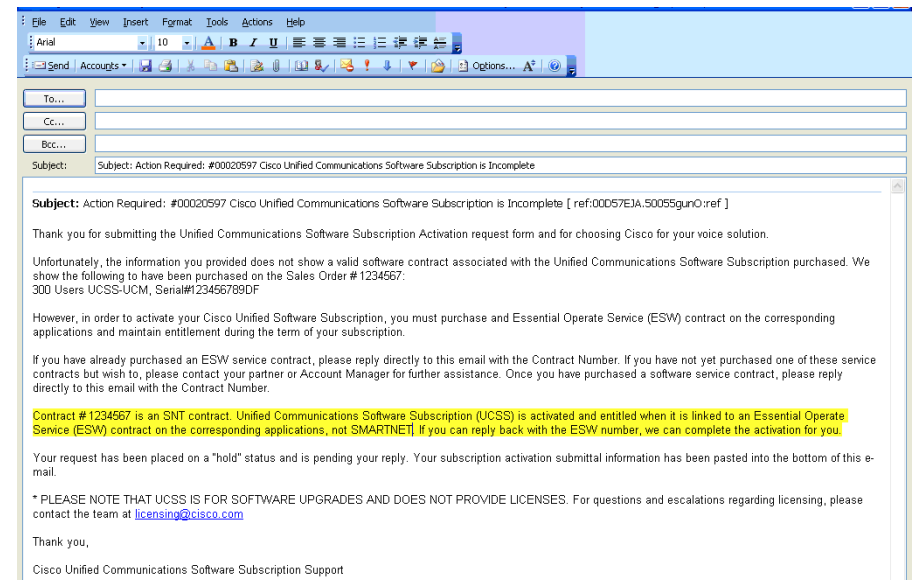 File Edit View Insert Format Tools Actions Help
Arial 10 A B I U
Send Accounts Options... A
To...
Cc...
Bcc...
Subject: Subject: Action Required: #00020597 Cisco Unified Communications Software Subscription is Incomplete
Subject: Action Required: #00020597 Cisco Unified Communications Software Subscription is Incomplete [ ref:00D57EJA.50055gunO:ref ]
Thank you for submitting the Unified Communications Software Subscription Activation request form and for choosing Cisco for your voice solution.
Unfortunately, the information you provided does not show a valid software contract associated with the Unified Communications Software Subscription purchased. We
show the following to have been purchased on the Sales Order # 1234567:
300 Users UCSS-UCM, Serial#123456789DF
However, in order to activate your Cisco Unified Software Subscription, you must purchase and Essential Operate Service (ESW) contract on the corresponding
applications and maintain entitlement during the term of your subscription.
If you have already purchased an ESW service contract, please reply directly to this email with the Contract Number. If you have not yet purchased one of these service
contracts but wish to, please contact your partner or Account Manager for further assistance. Once you have purchased a software service contract, please reply
directly to this email with the Contract Number.
Contract # 1234567 is an SNT contract. Unified Communications Software Subscription (UCSS) is activated and entitled when it is linked to an Essential Operate
Service (ESW) contract on the corresponding applications, not SMARTNET. If you can reply back with the ESW number, we can complete the activation for you.
Your request has been placed on a "hold" status and is pending your reply. Your subscription activation submittal information has been pasted into the bottom of this e-
mail.
* PLEASE NOTE THAT UCSS IS FOR SOFTWARE UPGRADES AND DOES NOT PROVIDE LICENSES. For questions and escalations regarding licensing, please
contact the team at licensing@cisco.com
Thank you,
Cisco Unified Communications Software Subscription Support